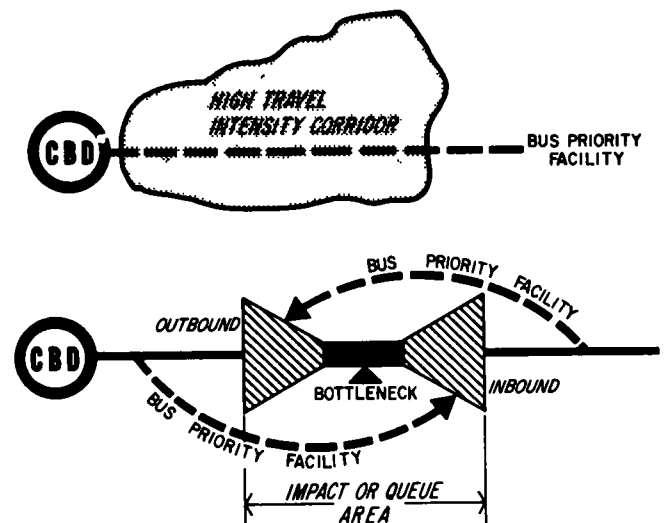 HIGH TRAVEL
INTENSITY CORRIDOR
CBD
BUS PRIORITY
FACILITY
BUS PRIORITY FACILITY
OUTBOUND
CBD
BOTTLENECK
INBOUND
BUS PRIORITY FACILITY
IMPACT OR QUEUE
AREA